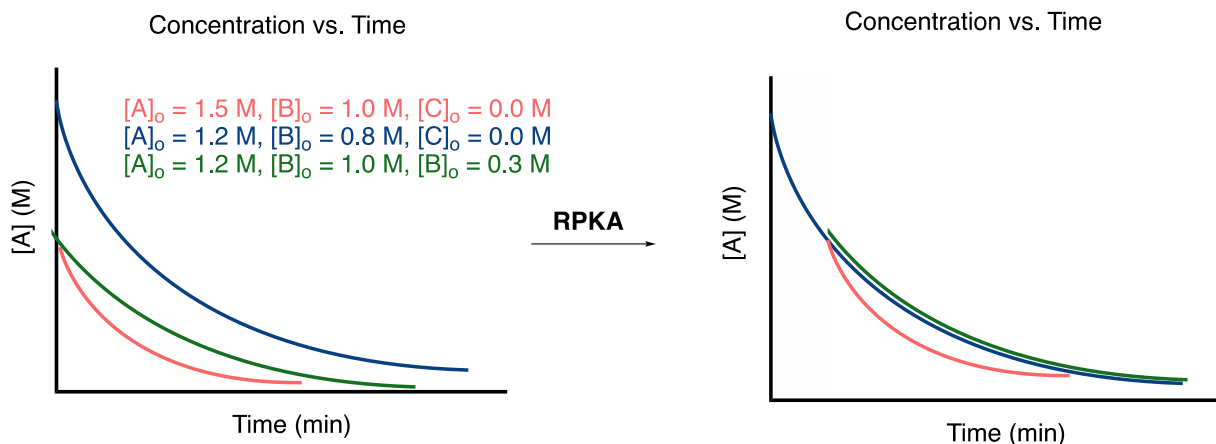 Concentration vs. Time
[A]o = 1.5 M, [B]o = 1.0 M, [C]o = 0.0 M
[A]o = 1.2 M, [B]o = 0.8 M, [C]o = 0.0 M
[A]o = 1.2 M, [B]o = 1.0 M, [B]o = 0.3 M
[A] (M)
Time (min)
RPKA
Concentration vs. Time
[A] (M)
Time (min)